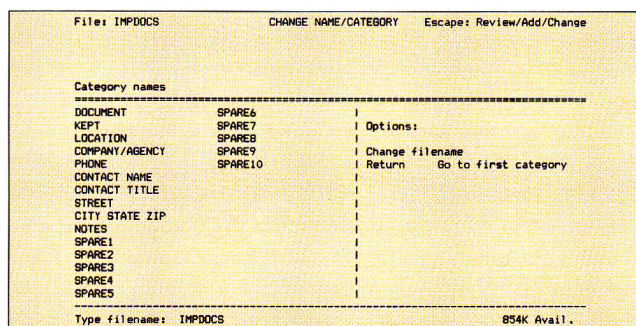 File: IMPDOCS CHANGE NAME/CATEGORY Escape: Review/Add/Change
Category names
DOCUMENT SPARE6 |
KEPT SPARE7 | Options:
LOCATION SPARE8 |
COMPANY/AGENCY SPARE9 | Change filename
PHONE SPARE10 | Return Go to first category
CONTACT NAME |
CONTACT TITLE |
STREET |
CITY STATE ZIP |
NOTES |
SPARE1 |
SPARE2 |
SPARE3 |
SPARE4 |
SPARE5 |
Type filename: IMPDOCS 854K Avail.